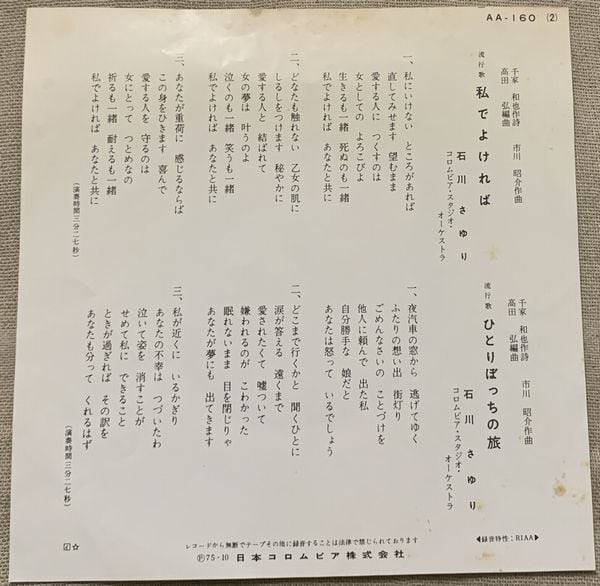 AA-160 (2)
千家 和也作詩
高田 弘編曲
市川 昭介作曲
流行歌
私でよければ
石川 さゆり
コロムビア・スタジオ・
オーケストラ
一、私にいけない ところがあれば
直してみせます 望むまま
愛する人に つくすのは
女としての よろこびよ
生きるも一緒 死ぬのも一緒
私でよければ あなたと共に
二、どなたも触れない 乙女の肌に
しるしをつけます 秘やかに
愛する人と 結ばれて
女の夢は 叶うのよ
泣くのも一緒 笑うも一緒
私でよければ あなたと共に
三、あなたが重荷に 感じるならば
この身をひきます 喜んで
愛する人を 守るのは
女にとって つとめなの
祈るも一緒 耐えるも一緒
私でよければ あなたと共に
(演奏時間三分二七秒)
千家 和也作詩
高田 弘編曲
市川 昭介作曲
流行歌
ひとりぼっちの旅
石川 さゆり
コロムビア・スタジオ・
オーケストラ
一、夜汽車の窓から 逃げてゆく
ふたりの想い出 街灯り
ごめんなさいの ことづけを
他人に頼んで 出た私
自分勝手な 娘だと
あなたは怒って いるでしょう
二、どこまで行くかと 聞くひとに
涙が答える 遠くまで
愛されたくて 嘘ついて
嫌われるのが こわかった
眠れないまま 目を閉じりゃ
あなたが夢にも 出てきます
三、私が近くに いるかぎり
あなたの不幸は つづいたわ
泣いて姿を 消すことが
せめて私に できること
ときが過ぎれば その訳を
あなたも分って くれるはず
(演奏時間三分二七秒)
◀録音特性:RIAA▶
レコードから無断でテープその他に録音することは法律で禁じられております
Ⓟ75・10 日本コロムビア株式会社